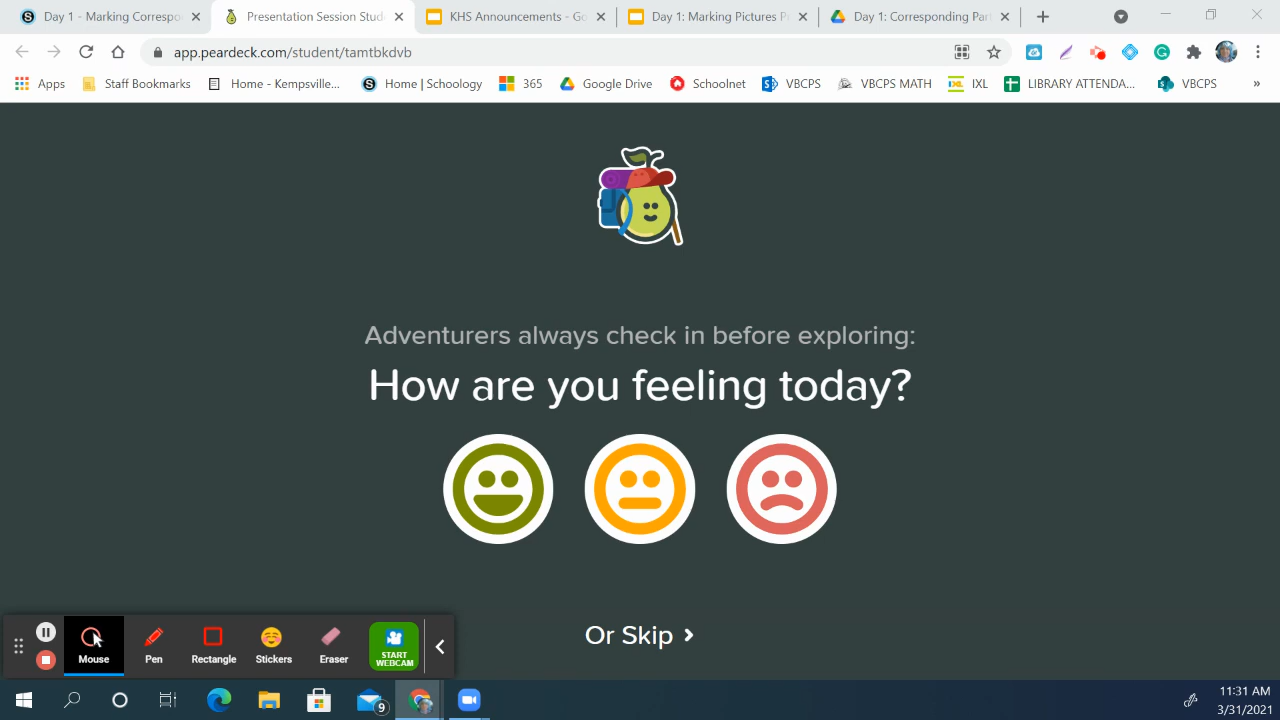 Day 1 - Marking Correspo
Presentation Session Stud
KHS Announcements - Go
Day 1: Marking Pictures P
Day 1: Corresponding Part
app.peardeck.com/student/tamtbkdvb
Apps
Staff Bookmarks
Home - Kempsville...
Home | Schoology
365
Google Drive
Schoolnet
VBCPS
VBCPS MATH
IXL
LIBRARY ATTENDA...
VBCPS
»
Adventurers always check in before exploring:
How are you feeling today?
Or Skip
Mouse
Pen
Rectangle
Stickers
Eraser
START
WEBCAM
9
11:31 AM
3/31/2021